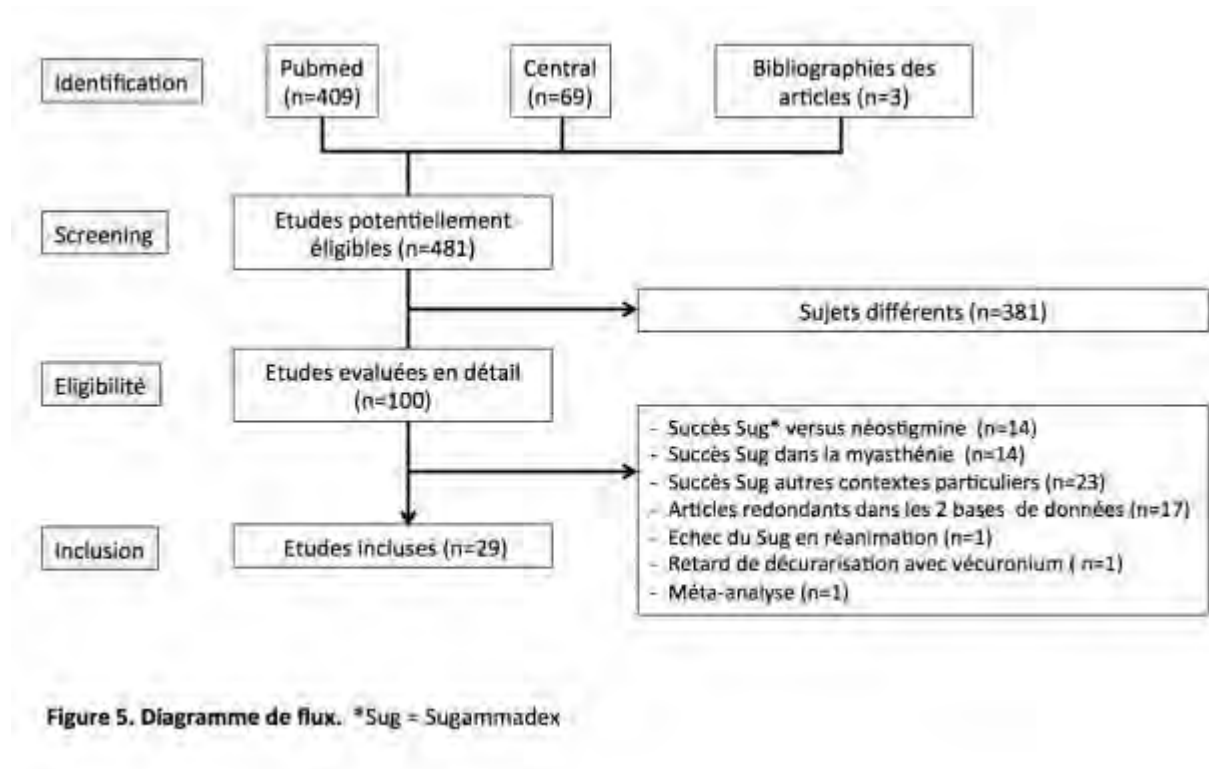 Identification
Pubmed
(n=409)
Central
(n=69)
Bibliographies des
articles (n=3)
Screening
Etudes potentiellement
éligibles (n=481)
Sujets différents (n=381)
Eligibilité
Etudes evaluées en détail
(n=100)
- Succès Sug* versus néostigmine (n=14)
- Succès Sug dans la myasthénie (n=14)
- Succès Sug autres contextes particuliers (n=23)
- Articles redondants dans les 2 bases de données (n=17)
- Echec du Sug en réanimation (n=1)
- Retard de décurarisation avec vécuronium ( n=1)
- Méta-analyse (n=1)
Inclusion
Etudes incluses (n=29)
Figure 5. Diagramme de flux. *Sug = Sugammadex